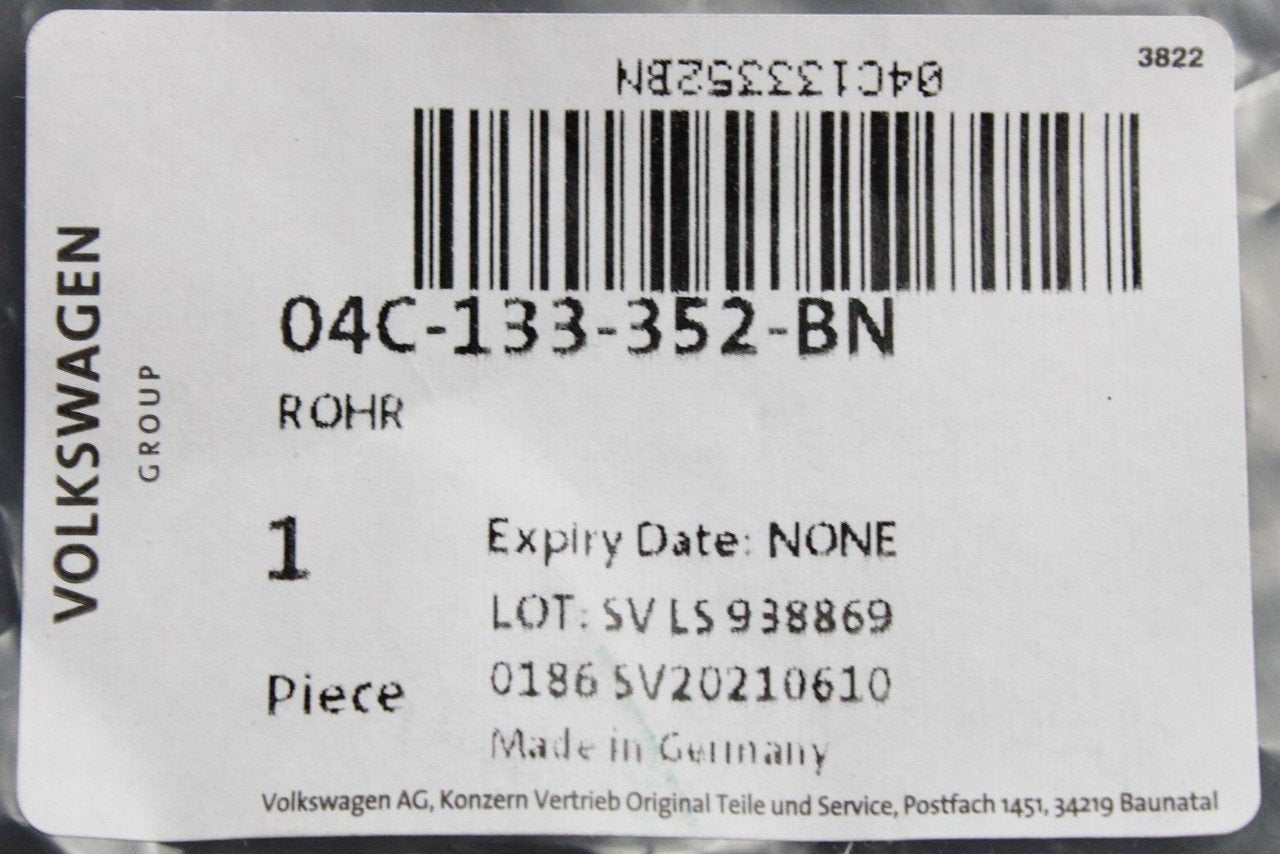 3822
04C133352BN
04C-133-352-BN
ROHR
VOLKSWAGEN
GROUP
1
Piece
Expiry Date: NONE
LOT: SV LS 938869
0186 SV20210610
Made in Germany
Volkswagen AG, Konzern Vertrieb Original Teile und Service, Postfach 1451, 34219 Baunatal